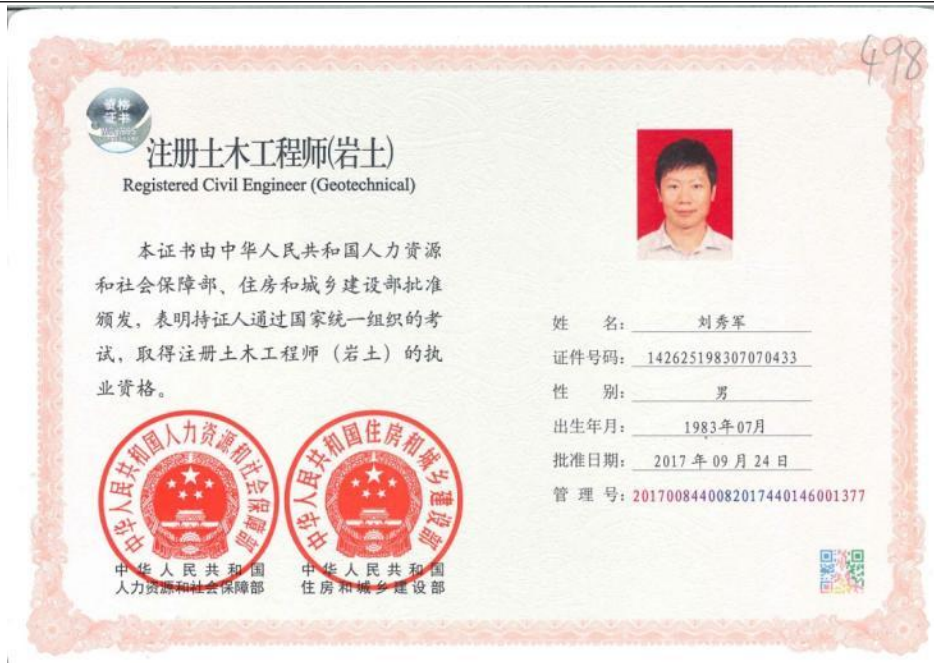 498
资格
证书
注册土木工程师(岩土)
Registered Civil Engineer (Geotechnical)
本证书由中华人民共和国人力资源
和社会保障部、住房和城乡建设部批准
颁发，表明持证人通过国家统一组织的考
试，取得注册土木工程师（岩土）的执
业资格。
中华人民共和国人力资源和社会保障部
中华人民共和国
人力资源和社会保障部
中华人民共和国住房和城乡建设部
中华人民共和国
住房和城乡建设部
姓 名：刘秀军
证件号码：142625198307070433
性 别：男
出生年月：1983年07月
批准日期：2017年09月24日
管 理 号：2017008440082017440146001377